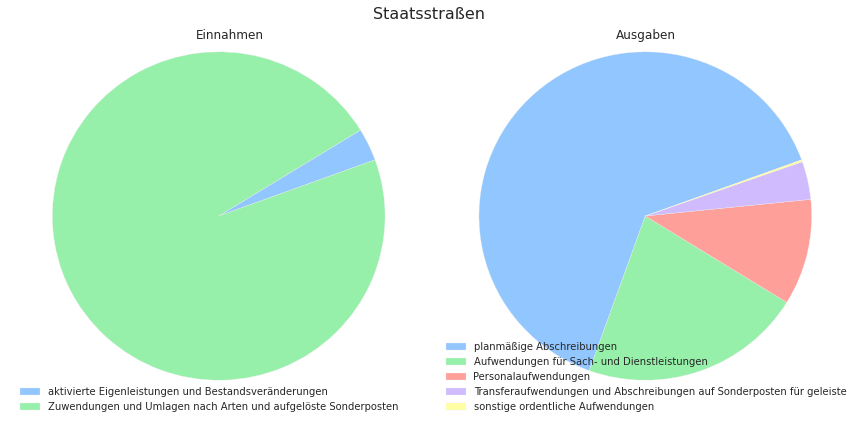 Staatsstraßen
Einnahmen
aktivierte Eigenleistungen und Bestandsveränderungen
Zuwendungen und Umlagen nach Arten und aufgelöste Sonderposten
Ausgaben
planmäßige Abschreibungen
Aufwendungen für Sach- und Dienstleistungen
Personalaufwendungen
Transferaufwendungen und Abschreibungen auf Sonderposten für geleiste
sonstige ordentliche Aufwendungen